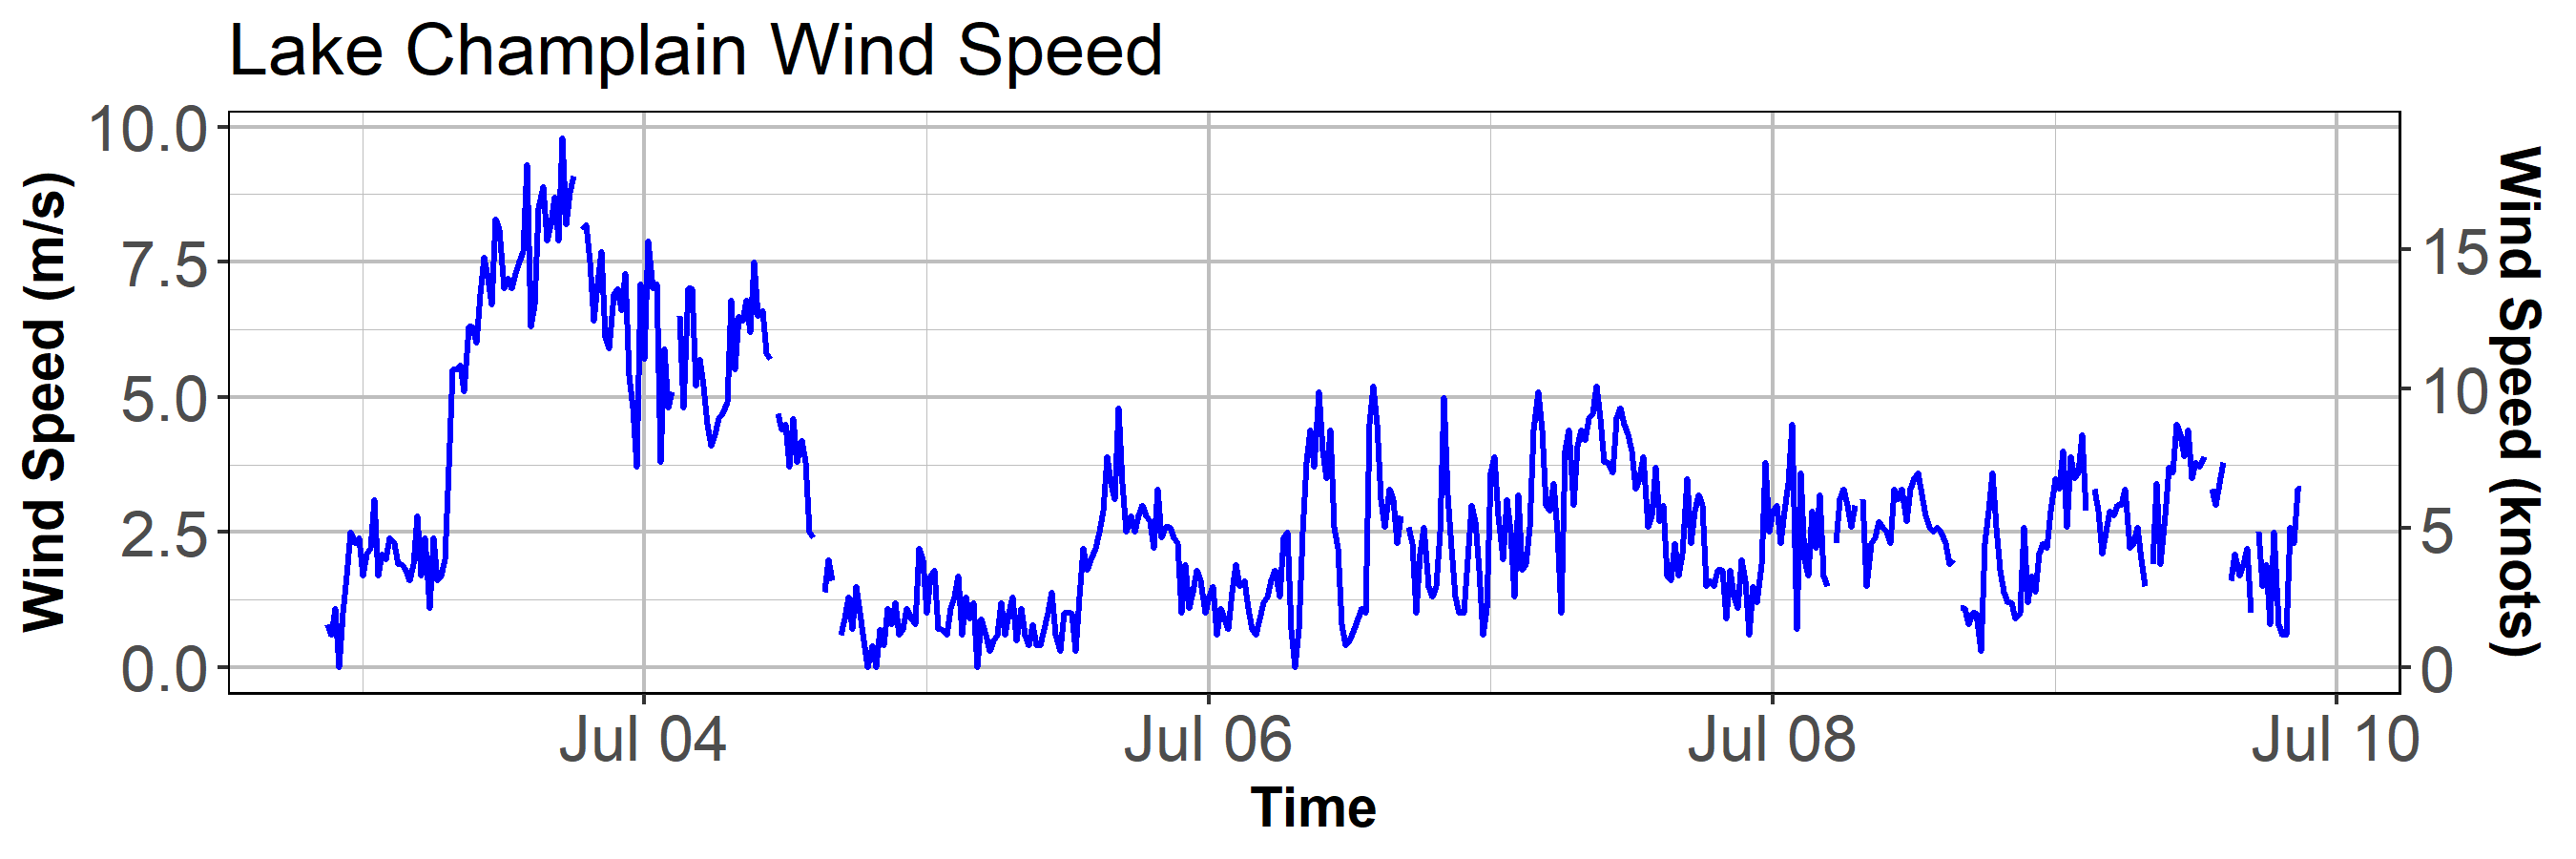 Lake Champlain Wind Speed
Wind Speed (m/s)
10.0
7.5
5.0
2.5
0.0
15
10
5
0
Wind Speed (knots)
Jul 04
Jul 06
Jul 08
Jul 10
Time